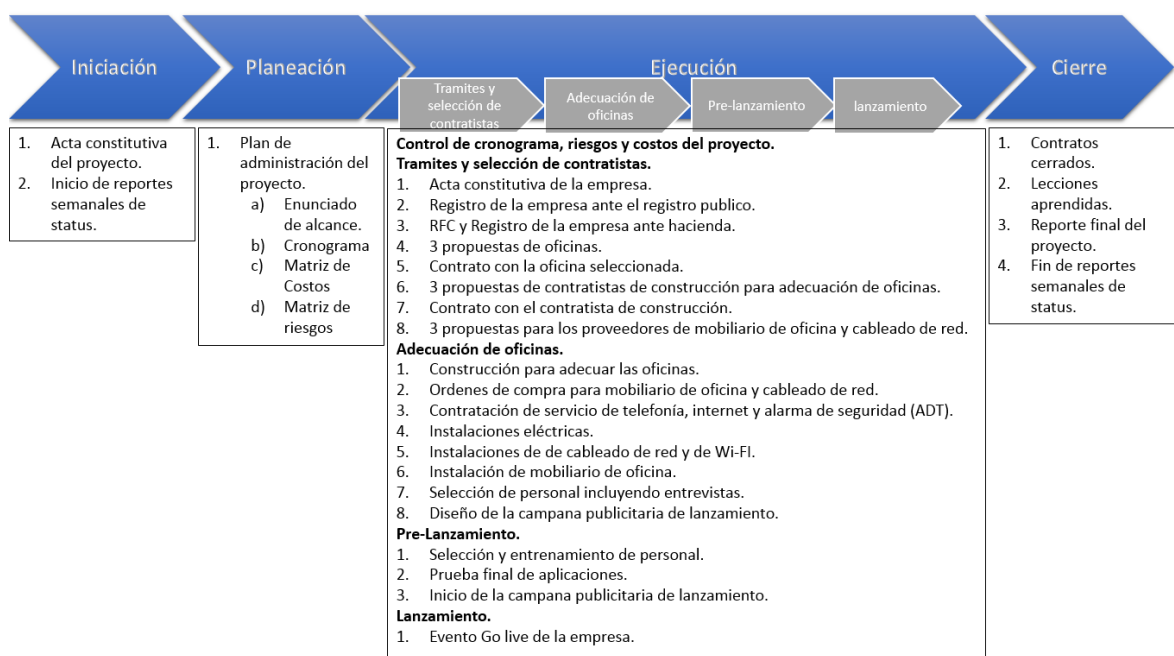 Iniciación
Planeación
Ejecución
Cierre
Tramites y
selección de
contratistas
Adecuación de
oficinas
Pre-lanzamiento
lanzamiento
1. Acta constitutiva
del proyecto.
2. Inicio de reportes
semanales de
status.
1. Plan de
administración del
proyecto.
a) Enunciado
de alcance.
b) Cronograma
c) Matriz de
Costos
d) Matriz de
riesgos
Control de cronograma, riesgos y costos del proyecto.
Tramites y selección de contratistas.
1. Acta constitutiva de la empresa.
2. Registro de la empresa ante el registro publico.
3. RFC y Registro de la empresa ante hacienda.
4. 3 propuestas de oficinas.
5. Contrato con la oficina seleccionada.
6. 3 propuestas de contratistas de construcción para adecuación de oficinas.
7. Contrato con el contratista de construcción.
8. 3 propuestas para los proveedores de mobiliario de oficina y cableado de red.
Adecuación de oficinas.
1. Construcción para adecuar las oficinas.
2. Ordenes de compra para mobiliario de oficina y cableado de red.
3. Contratación de servicio de telefonía, internet y alarma de seguridad (ADT).
4. Instalaciones eléctricas.
5. Instalaciones de de cableado de red y de Wi-FI.
6. Instalación de mobiliario de oficina.
7. Selección de personal incluyendo entrevistas.
8. Diseño de la campana publicitaria de lanzamiento.
Pre-Lanzamiento.
1. Selección y entrenamiento de personal.
2. Prueba final de aplicaciones.
3. Inicio de la campana publicitaria de lanzamiento.
Lanzamiento.
1. Evento Go live de la empresa.
1. Contratos
cerrados.
2. Lecciones
aprendidas.
3. Reporte final del
proyecto.
4. Fin de reportes
semanales de
status.